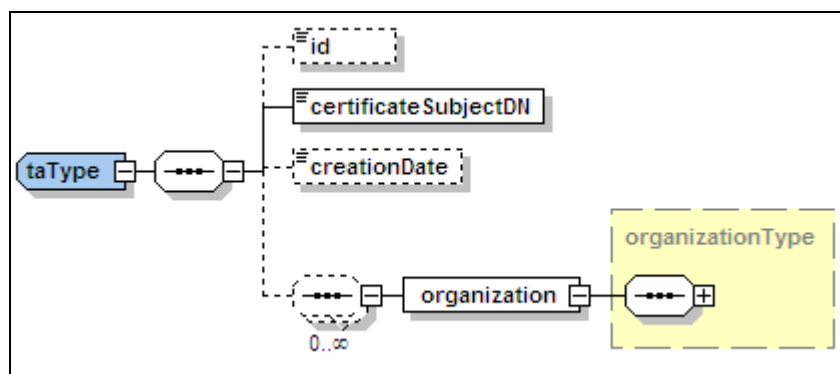 id
certificateSubjectDN
taType
creationDate
organizationType
organization
0..∞